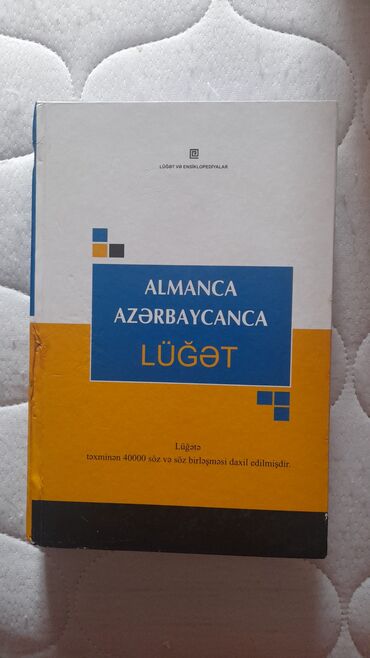 LÜĞƏT VƏ ENSİKLOPEDİYALAR
ALMANCA
AZƏRBAYCANCA
LÜĞƏT
Lüğətə
təxminən 40000 söz və söz birləşməsi daxil edilmişdir.